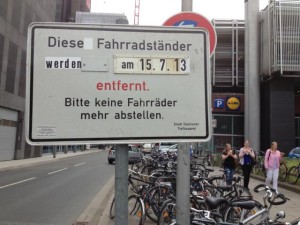 Diese Fahrradständer
werden am 15.7.13
entfernt.
Bitte keine Fahrräder
mehr abstellen.
P